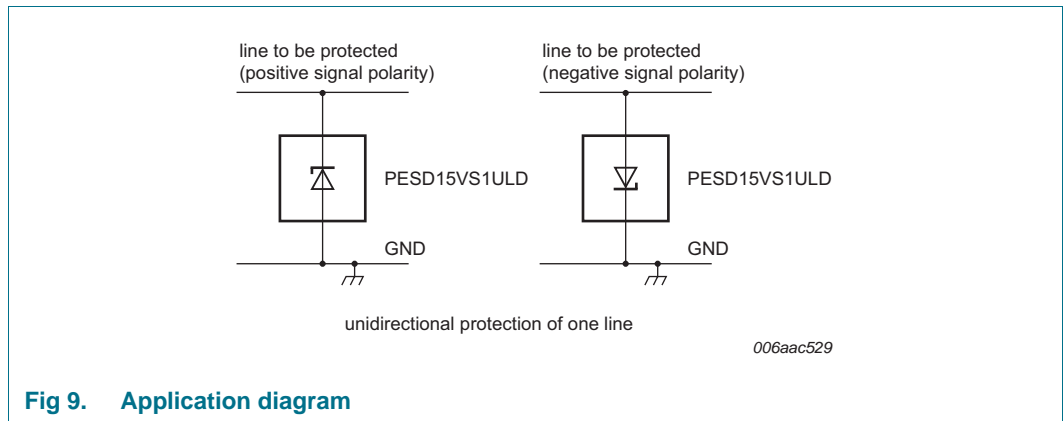 line to be protected
(positive signal polarity)
PESD15VS1ULD
GND
line to be protected
(negative signal polarity)
PESD15VS1ULD
GND
unidirectional protection of one line
006aac529
Fig 9. Application diagram